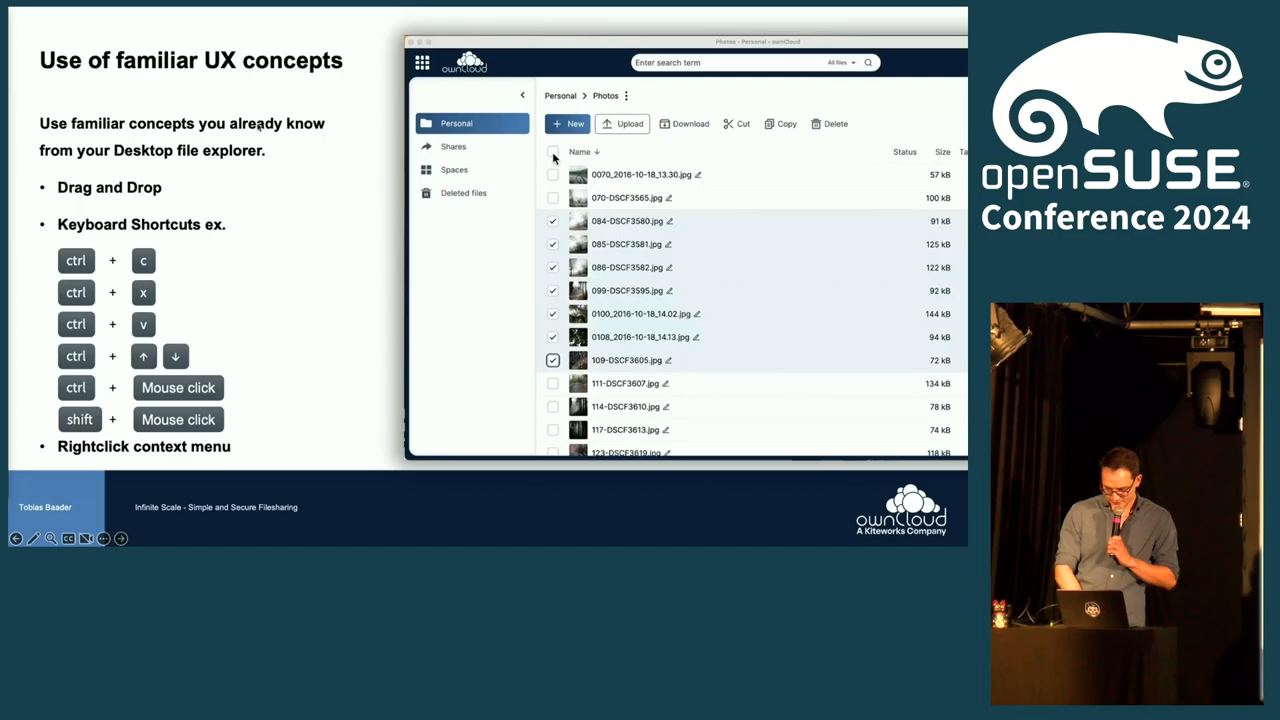 Use of familiar UX concepts
Use familiar concepts you already know
from your Desktop file explorer.
• Drag and Drop
• Keyboard Shortcuts ex.
ctrl + c
ctrl + x
ctrl + v
ctrl + ↑ ↓
ctrl + Mouse click
shift + Mouse click
• Rightclick context menu
Photos - Personal - ownCloud
ownCloud
Enter search term
All files
Personal
Shares
Spaces
Deleted files
Personal > Photos
+ New
Upload
Download
Cut
Copy
Delete
Name ↓ Status Size Ta
0070_2016-10-18_13.30.jpg 57 kB
070-DSCF3565.jpg 100 kB
084-DSCF3580.jpg 91 kB
085-DSCF3581.jpg 125 kB
086-DSCF3582.jpg 122 kB
099-DSCF3595.jpg 92 kB
0100_2016-10-18_14.02.jpg 144 kB
0108_2016-10-18_14.13.jpg 94 kB
109-DSCF3605.jpg 72 kB
111-DSCF3607.jpg 134 kB
114-DSCF3610.jpg 78 kB
117-DSCF3613.jpg 74 kB
123-DSCF3619.jpg 118 kB
Tobias Baader
Infinite Scale - Simple and Secure Filesharing
ownCloud
A Kiteworks Company
CC
openSUSE®
Conference 2024